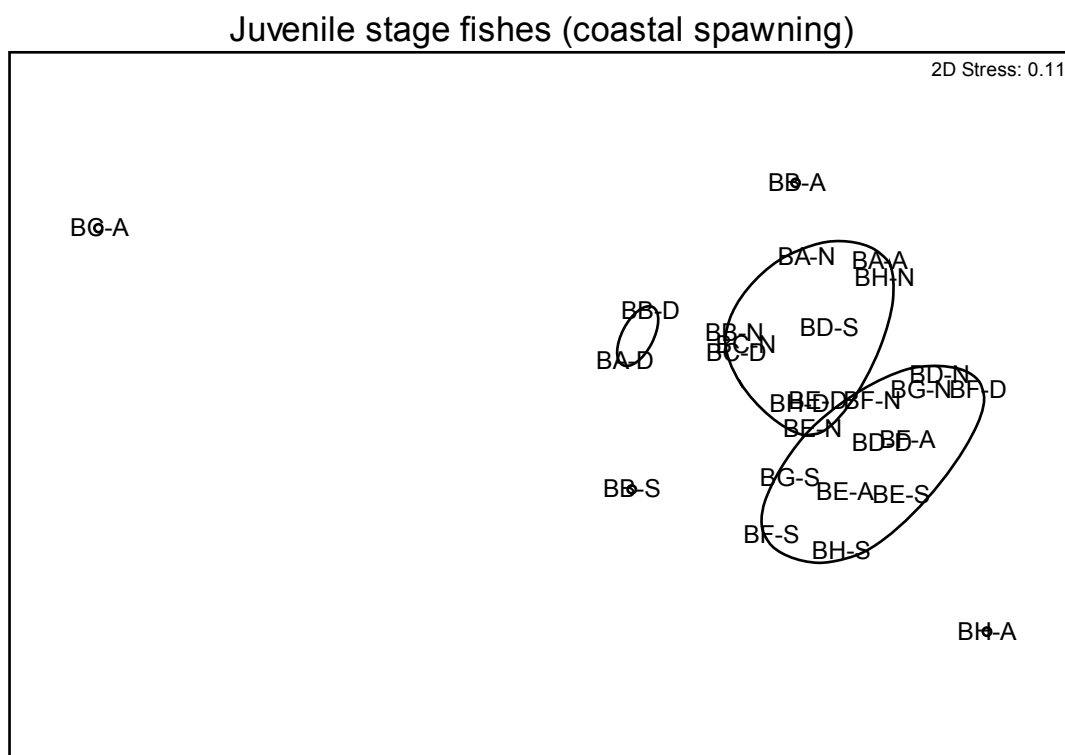 Juvenile stage fishes (coastal spawning)
2D Stress: 0.11
BB-A
BA-N
BA-A
BH-N
BB-D
BD-S
BB-N
BC-N
BC-D
BA-D
BD-N
BG-N
BF-D
BH-D
BE-D
BF-N
BE-N
BD-D
BF-A
BG-S
BB-S
BE-A
BE-S
BF-S
BH-S
BH-A